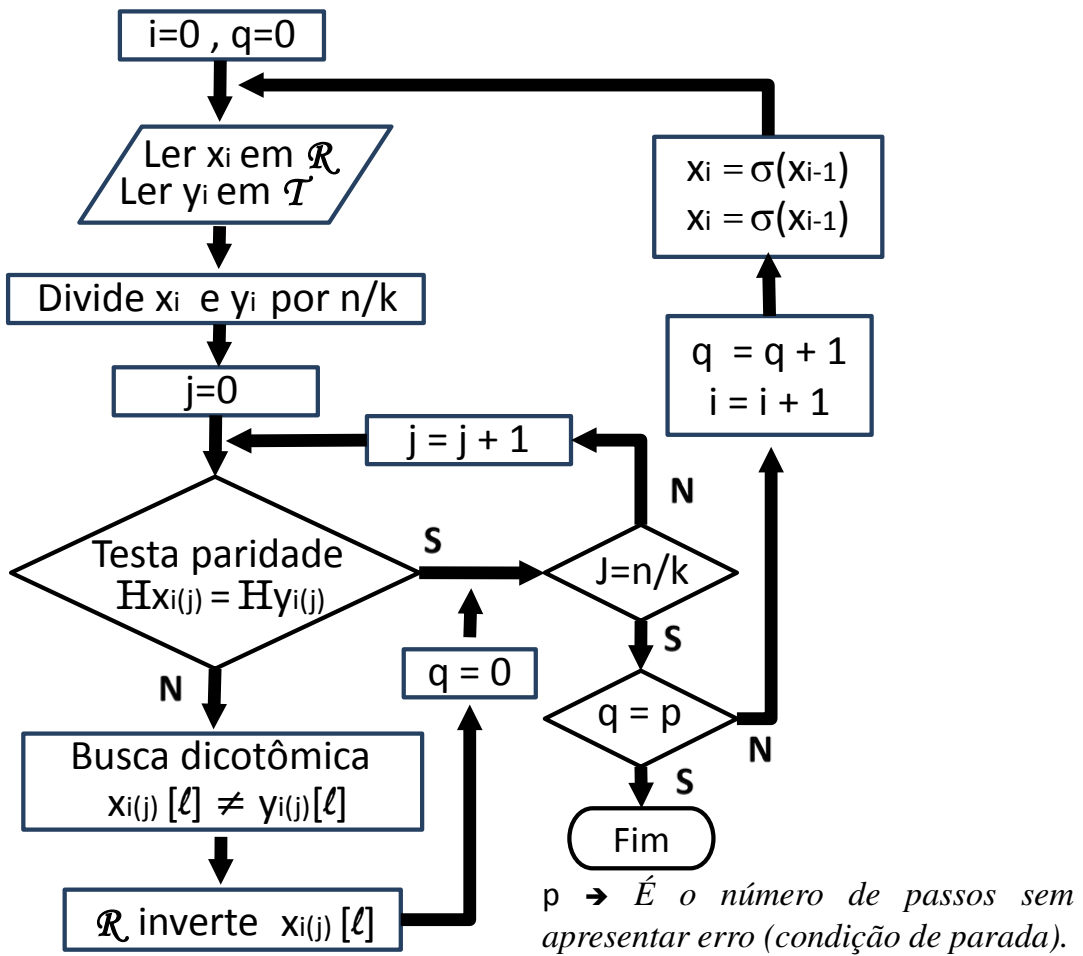 i=0 , q=0
Ler xi em ℛ
Ler yi em 𝒯
Divide xi e yi por n/k
j=0
j = j + 1
Testa paridade
ℍxi(j) = ℍyi(j)
S
N
J=n/k
N
S
q = 0
q = p
N
S
Busca dicotômica
xi(j) [ℓ] ≠ yi(j)[ℓ]
ℛ inverte xi(j) [ℓ]
Fim
xi = σ(xi-1)
xi = σ(xi-1)
q = q + 1
i = i + 1
p ➔ É o número de passos sem
apresentar erro (condição de parada).